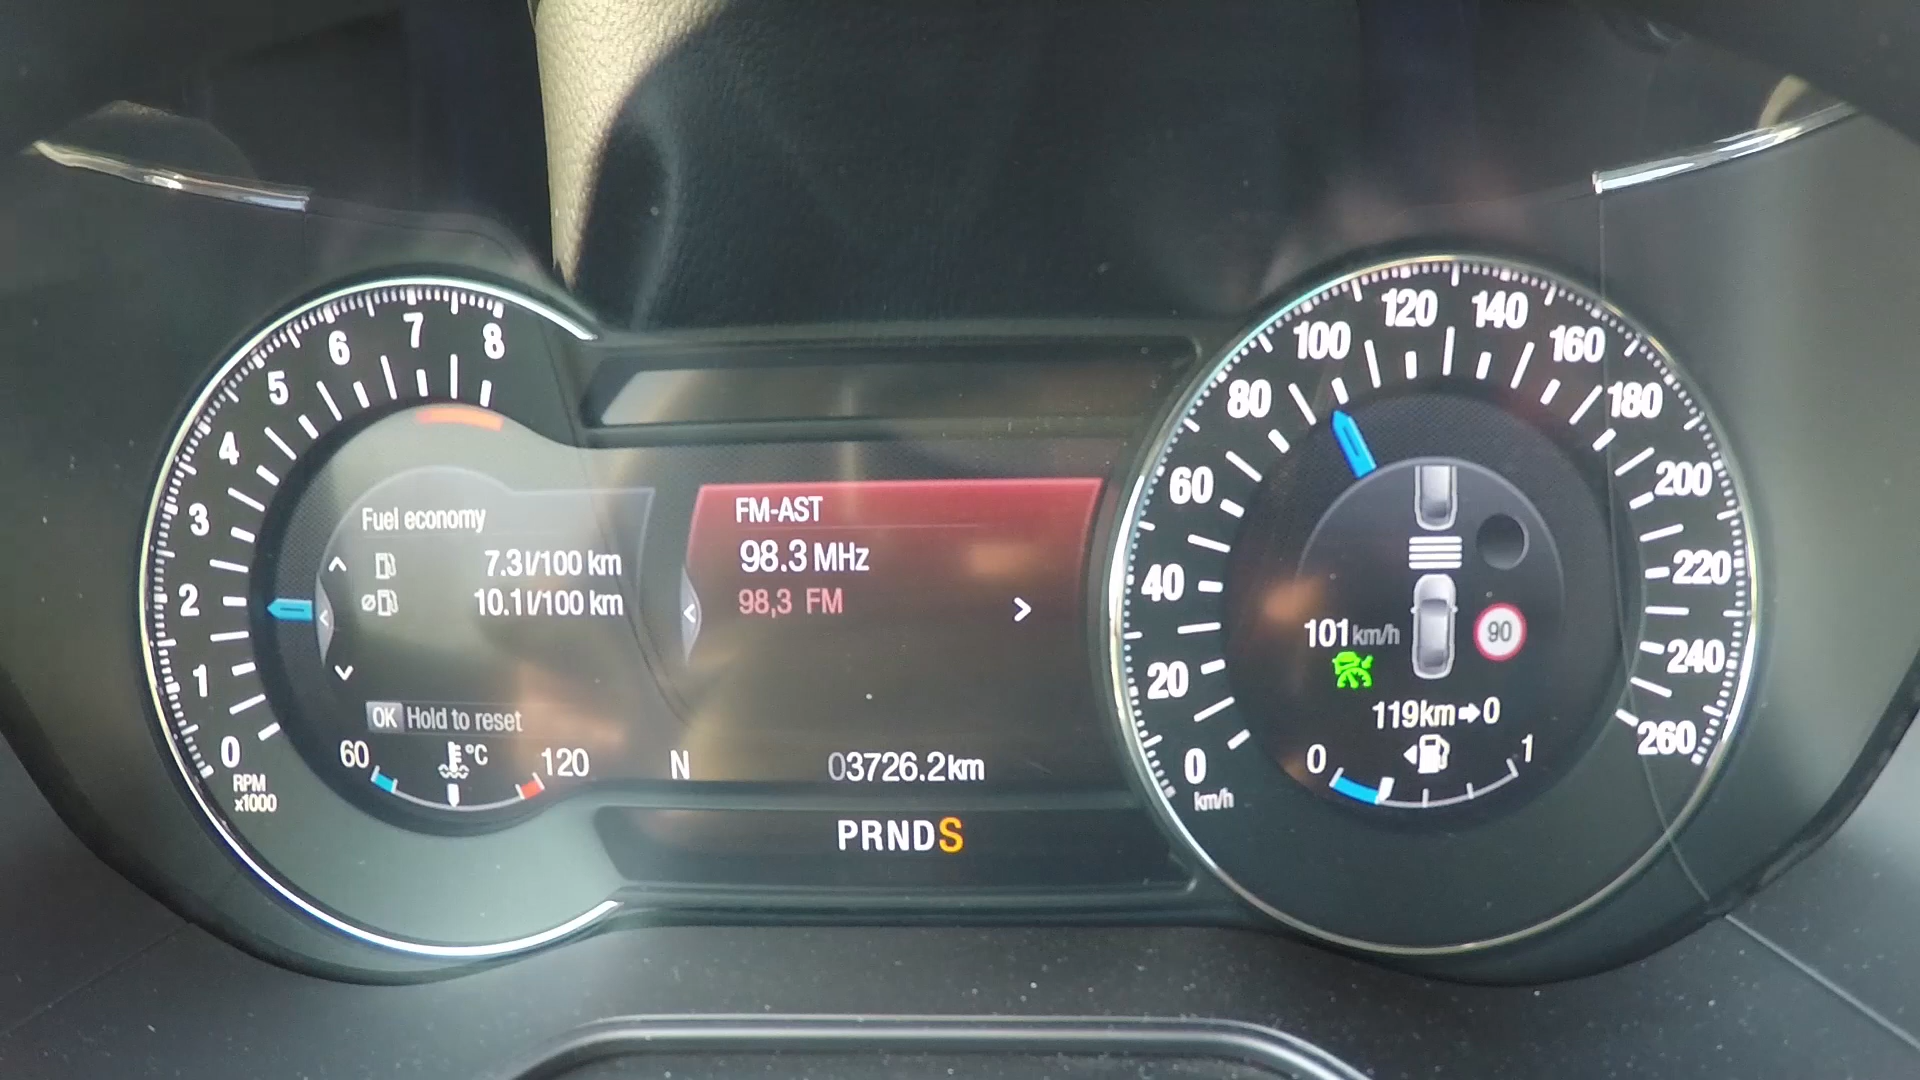 8
7
6
5
4
3
2
1
0
RPM
x1000
Fuel economy
7.3l/100 km
10.1l/100 km
OK Hold to reset
60 °C 120
FM-AST
98.3 MHz
98,3 FM
N 03726.2km
PRNDS
0
20
40
60
80
100
120
140
160
180
200
220
240
260
km/h
101km/h
90
119km➔0
0 1